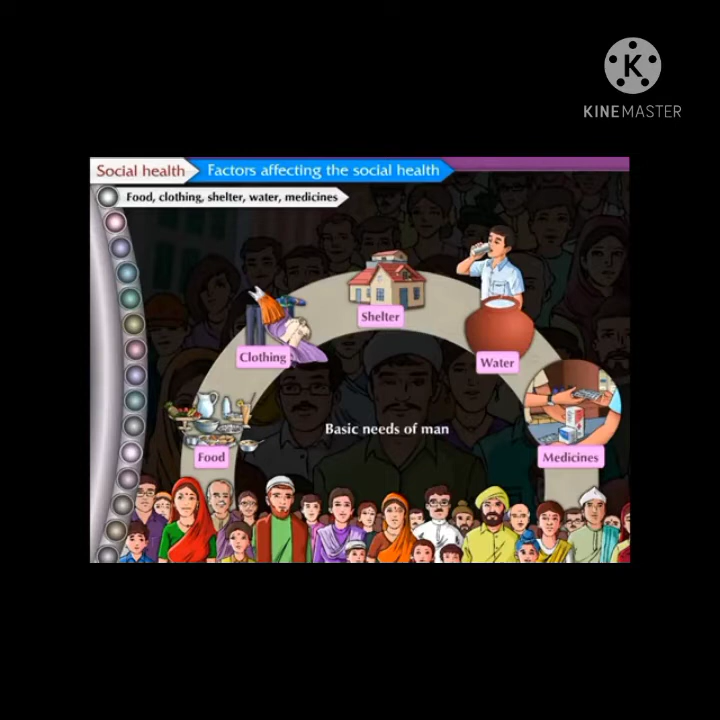 K
KINEMASTER
Social health Factors affecting the social health
Food, clothing, shelter, water, medicines
Shelter
Clothing
Water
Basic needs of man
Food
Medicines